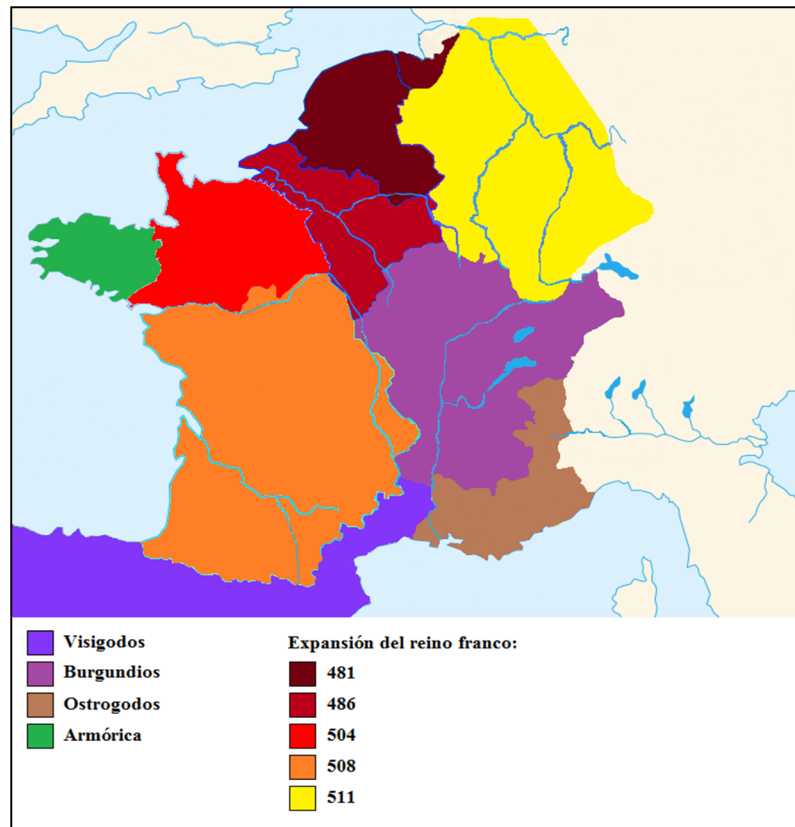 Visigodos
Burgundios
Ostrogodos
Armórica
Expansión del reino franco:
481
486
504
508
511